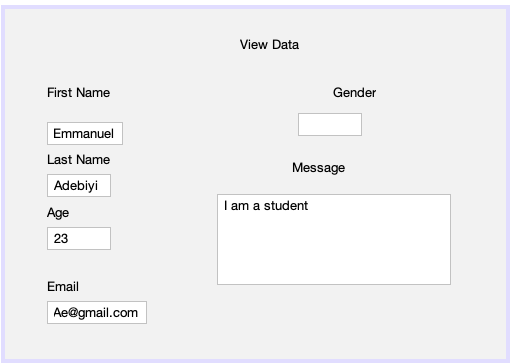 View Data
First Name
Emmanuel
Last Name
Adebiyi
Age
23
Email
Ae@gmail.com
Gender
Message
I am a student